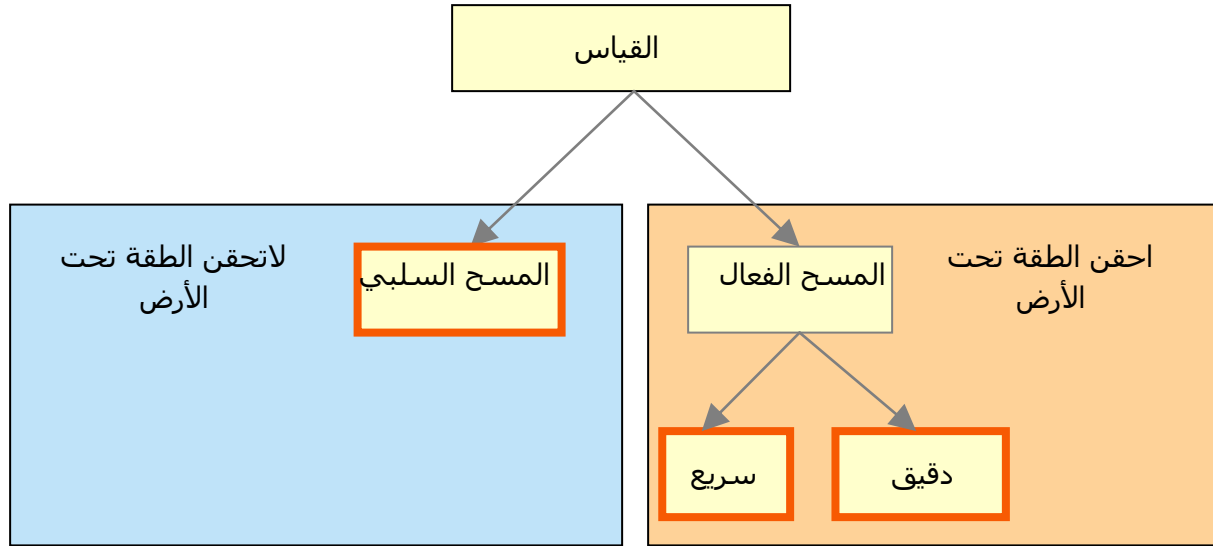 القياس
احقن الطقة تحت
الأرض
المسح الفعال
المسح السلبي
لاتحقن الطقة تحت
الأرض
دقيق
سريع